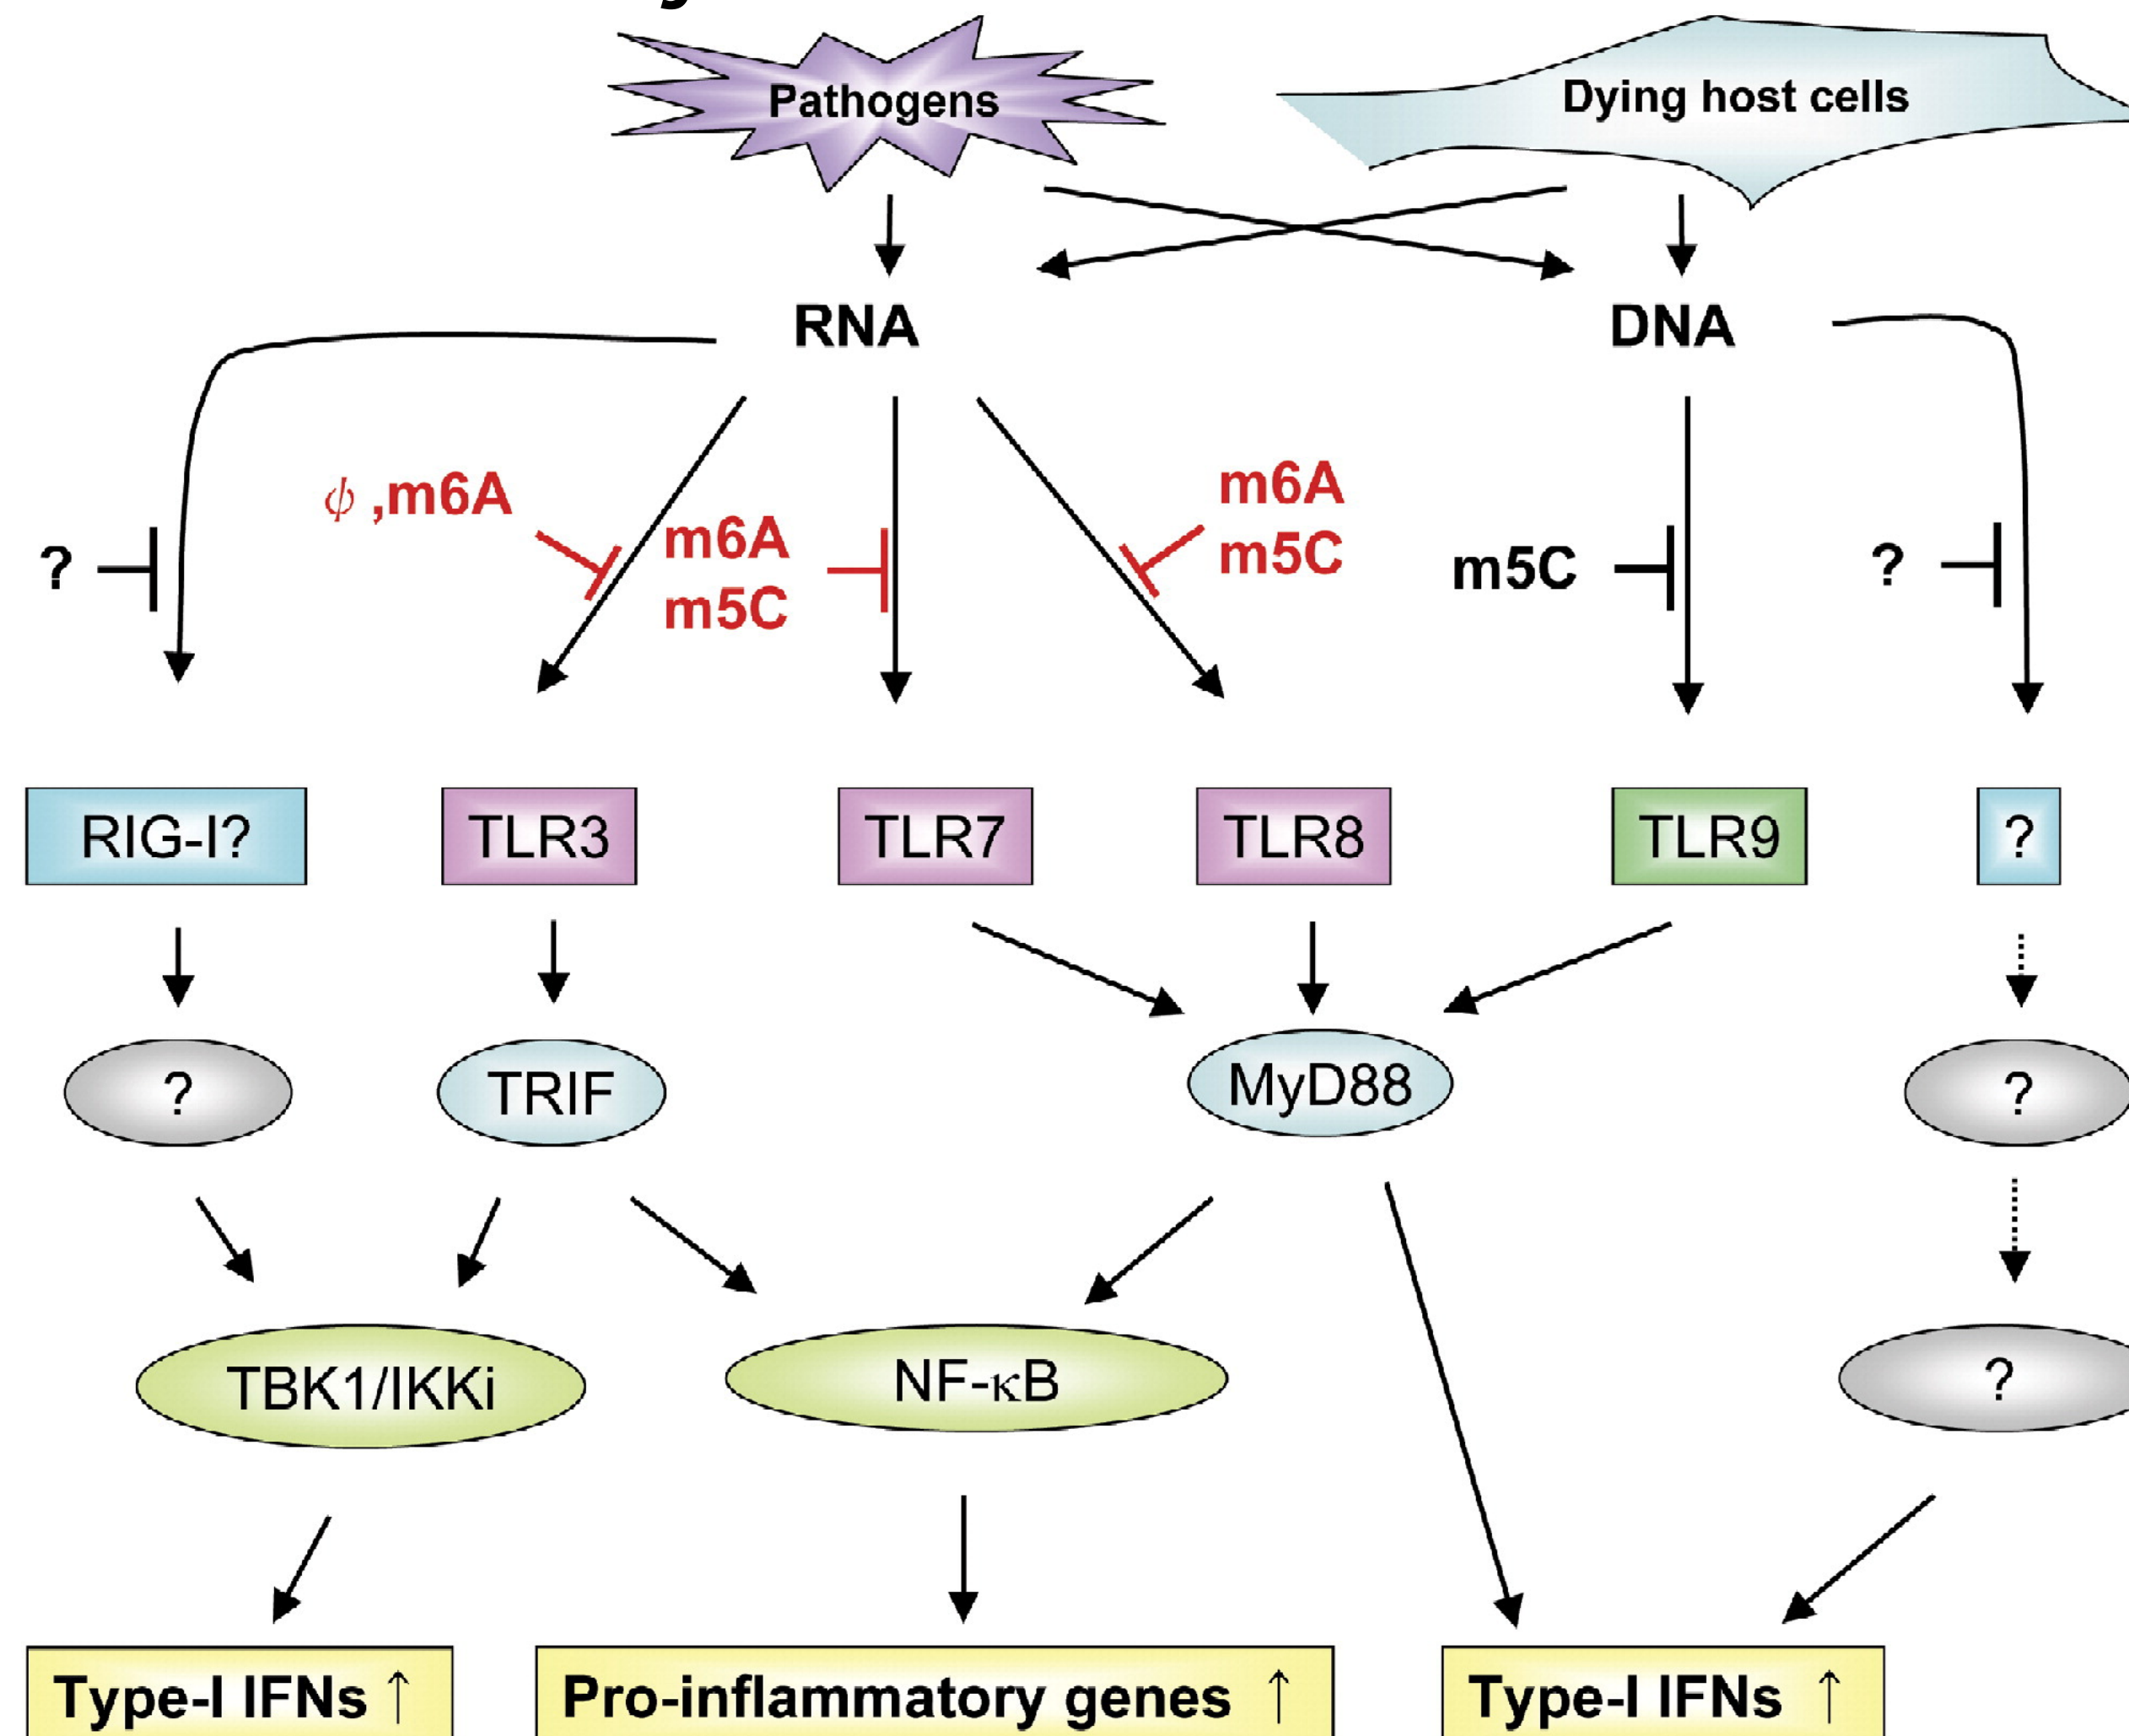 Pathogens
Dying host cells
RNA
DNA
ϕ ,m6A
m6A
m5C
m6A
m5C
?
m5C
?
RIG-I?
TLR3
TLR7
TLR8
TLR9
?
?
TRIF
MyD88
?
TBK1/IKKi
NF-κB
?
Type-I IFNs ↑
Pro-inflammatory genes ↑
Type-I IFNs ↑